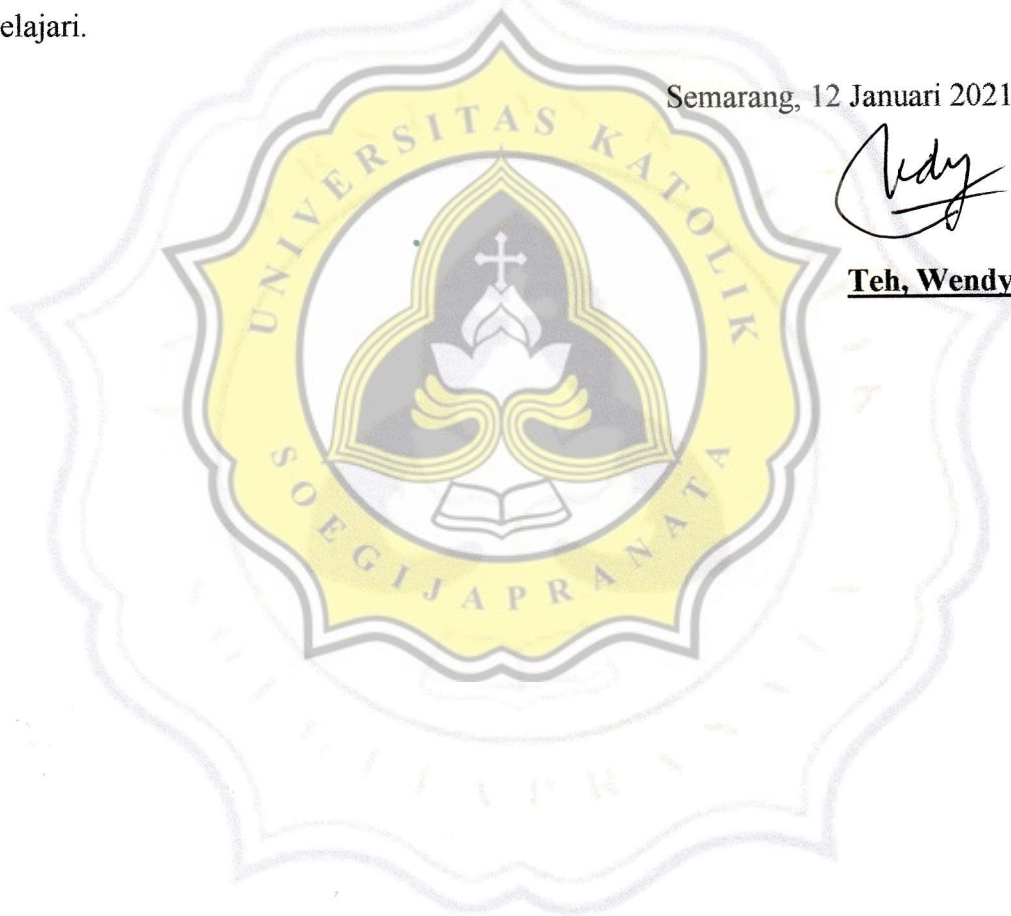 elajari.
Semarang, 12 Januari 2021
Teh, Wendy
UNIVERSITAS KATOLIK
SOEGIJAPRANATA